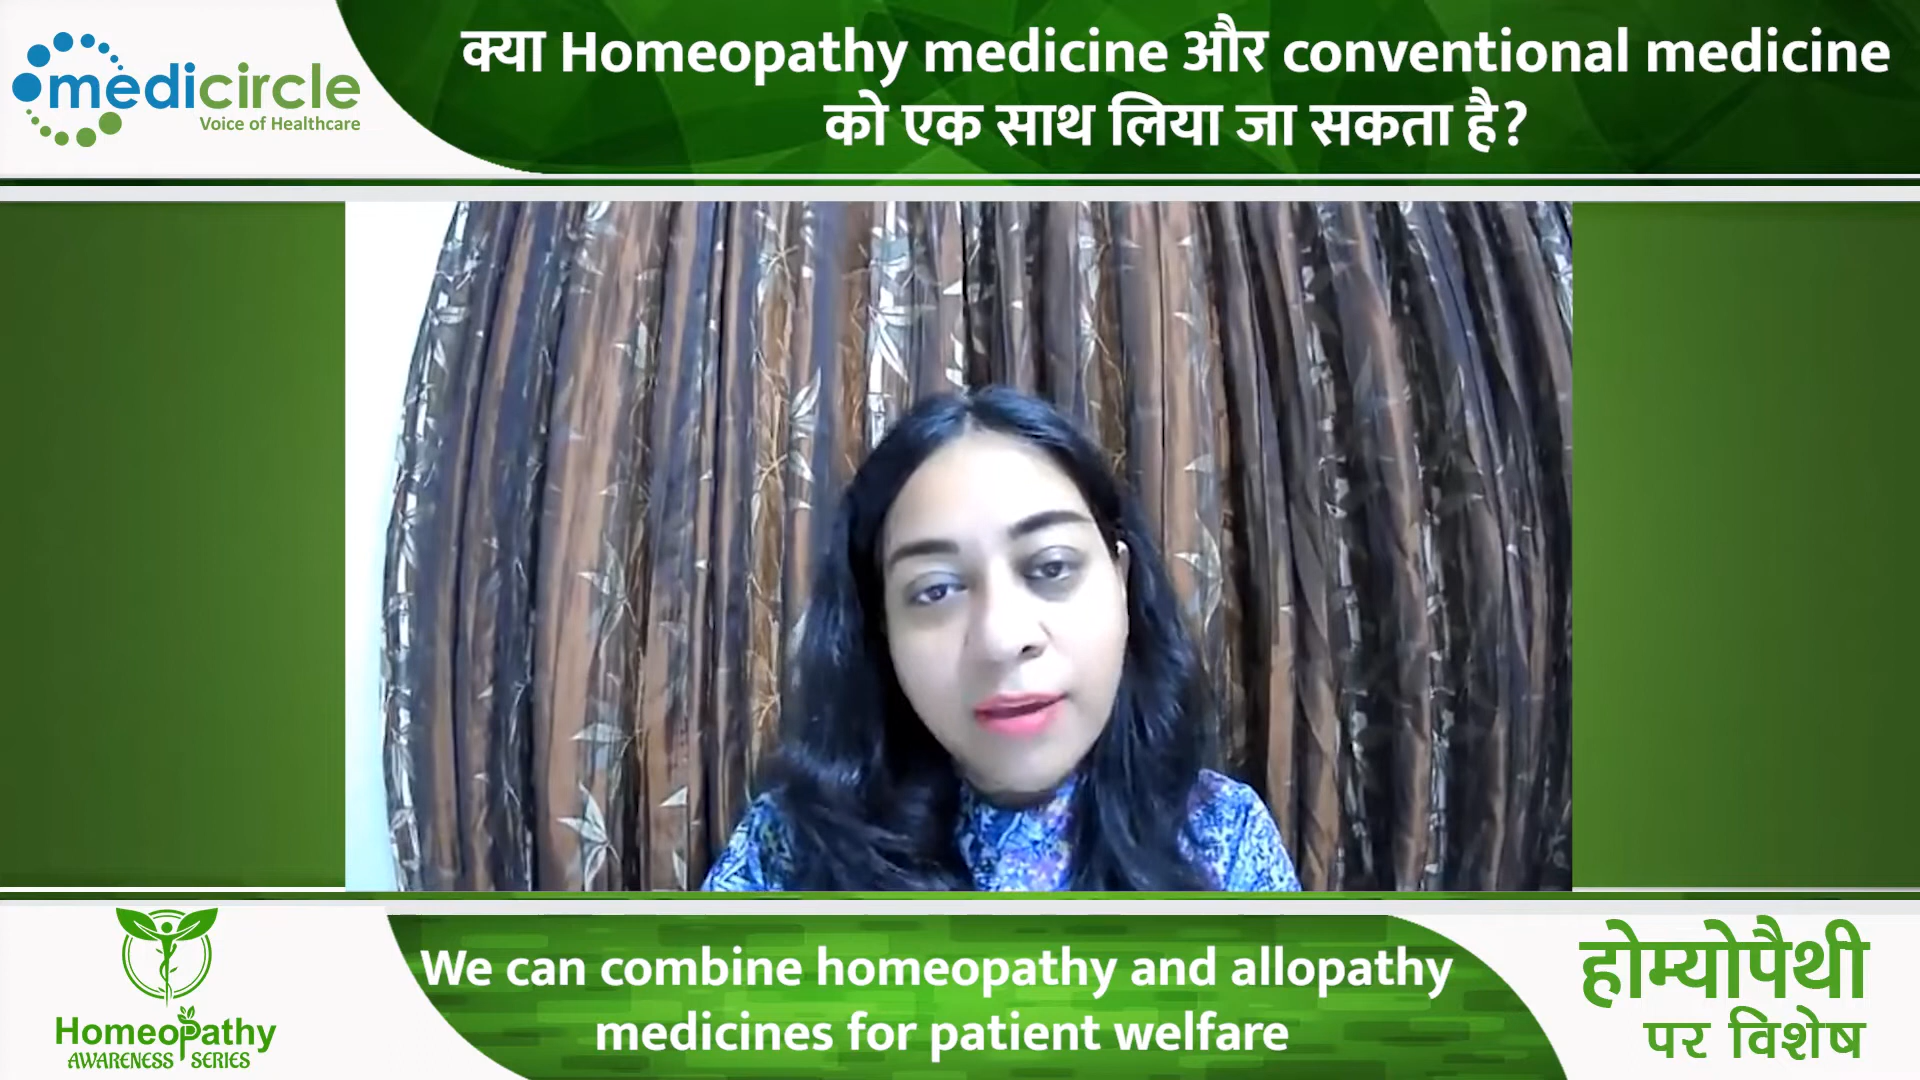 medicircle
Voice of Healthcare
क्या Homeopathy medicine और conventional medicine
को एक साथ लिया जा सकता है?
Homeopathy
AWARENESS SERIES
We can combine homeopathy and allopathy
medicines for patient welfare
होम्योपैथी
पर विशेष